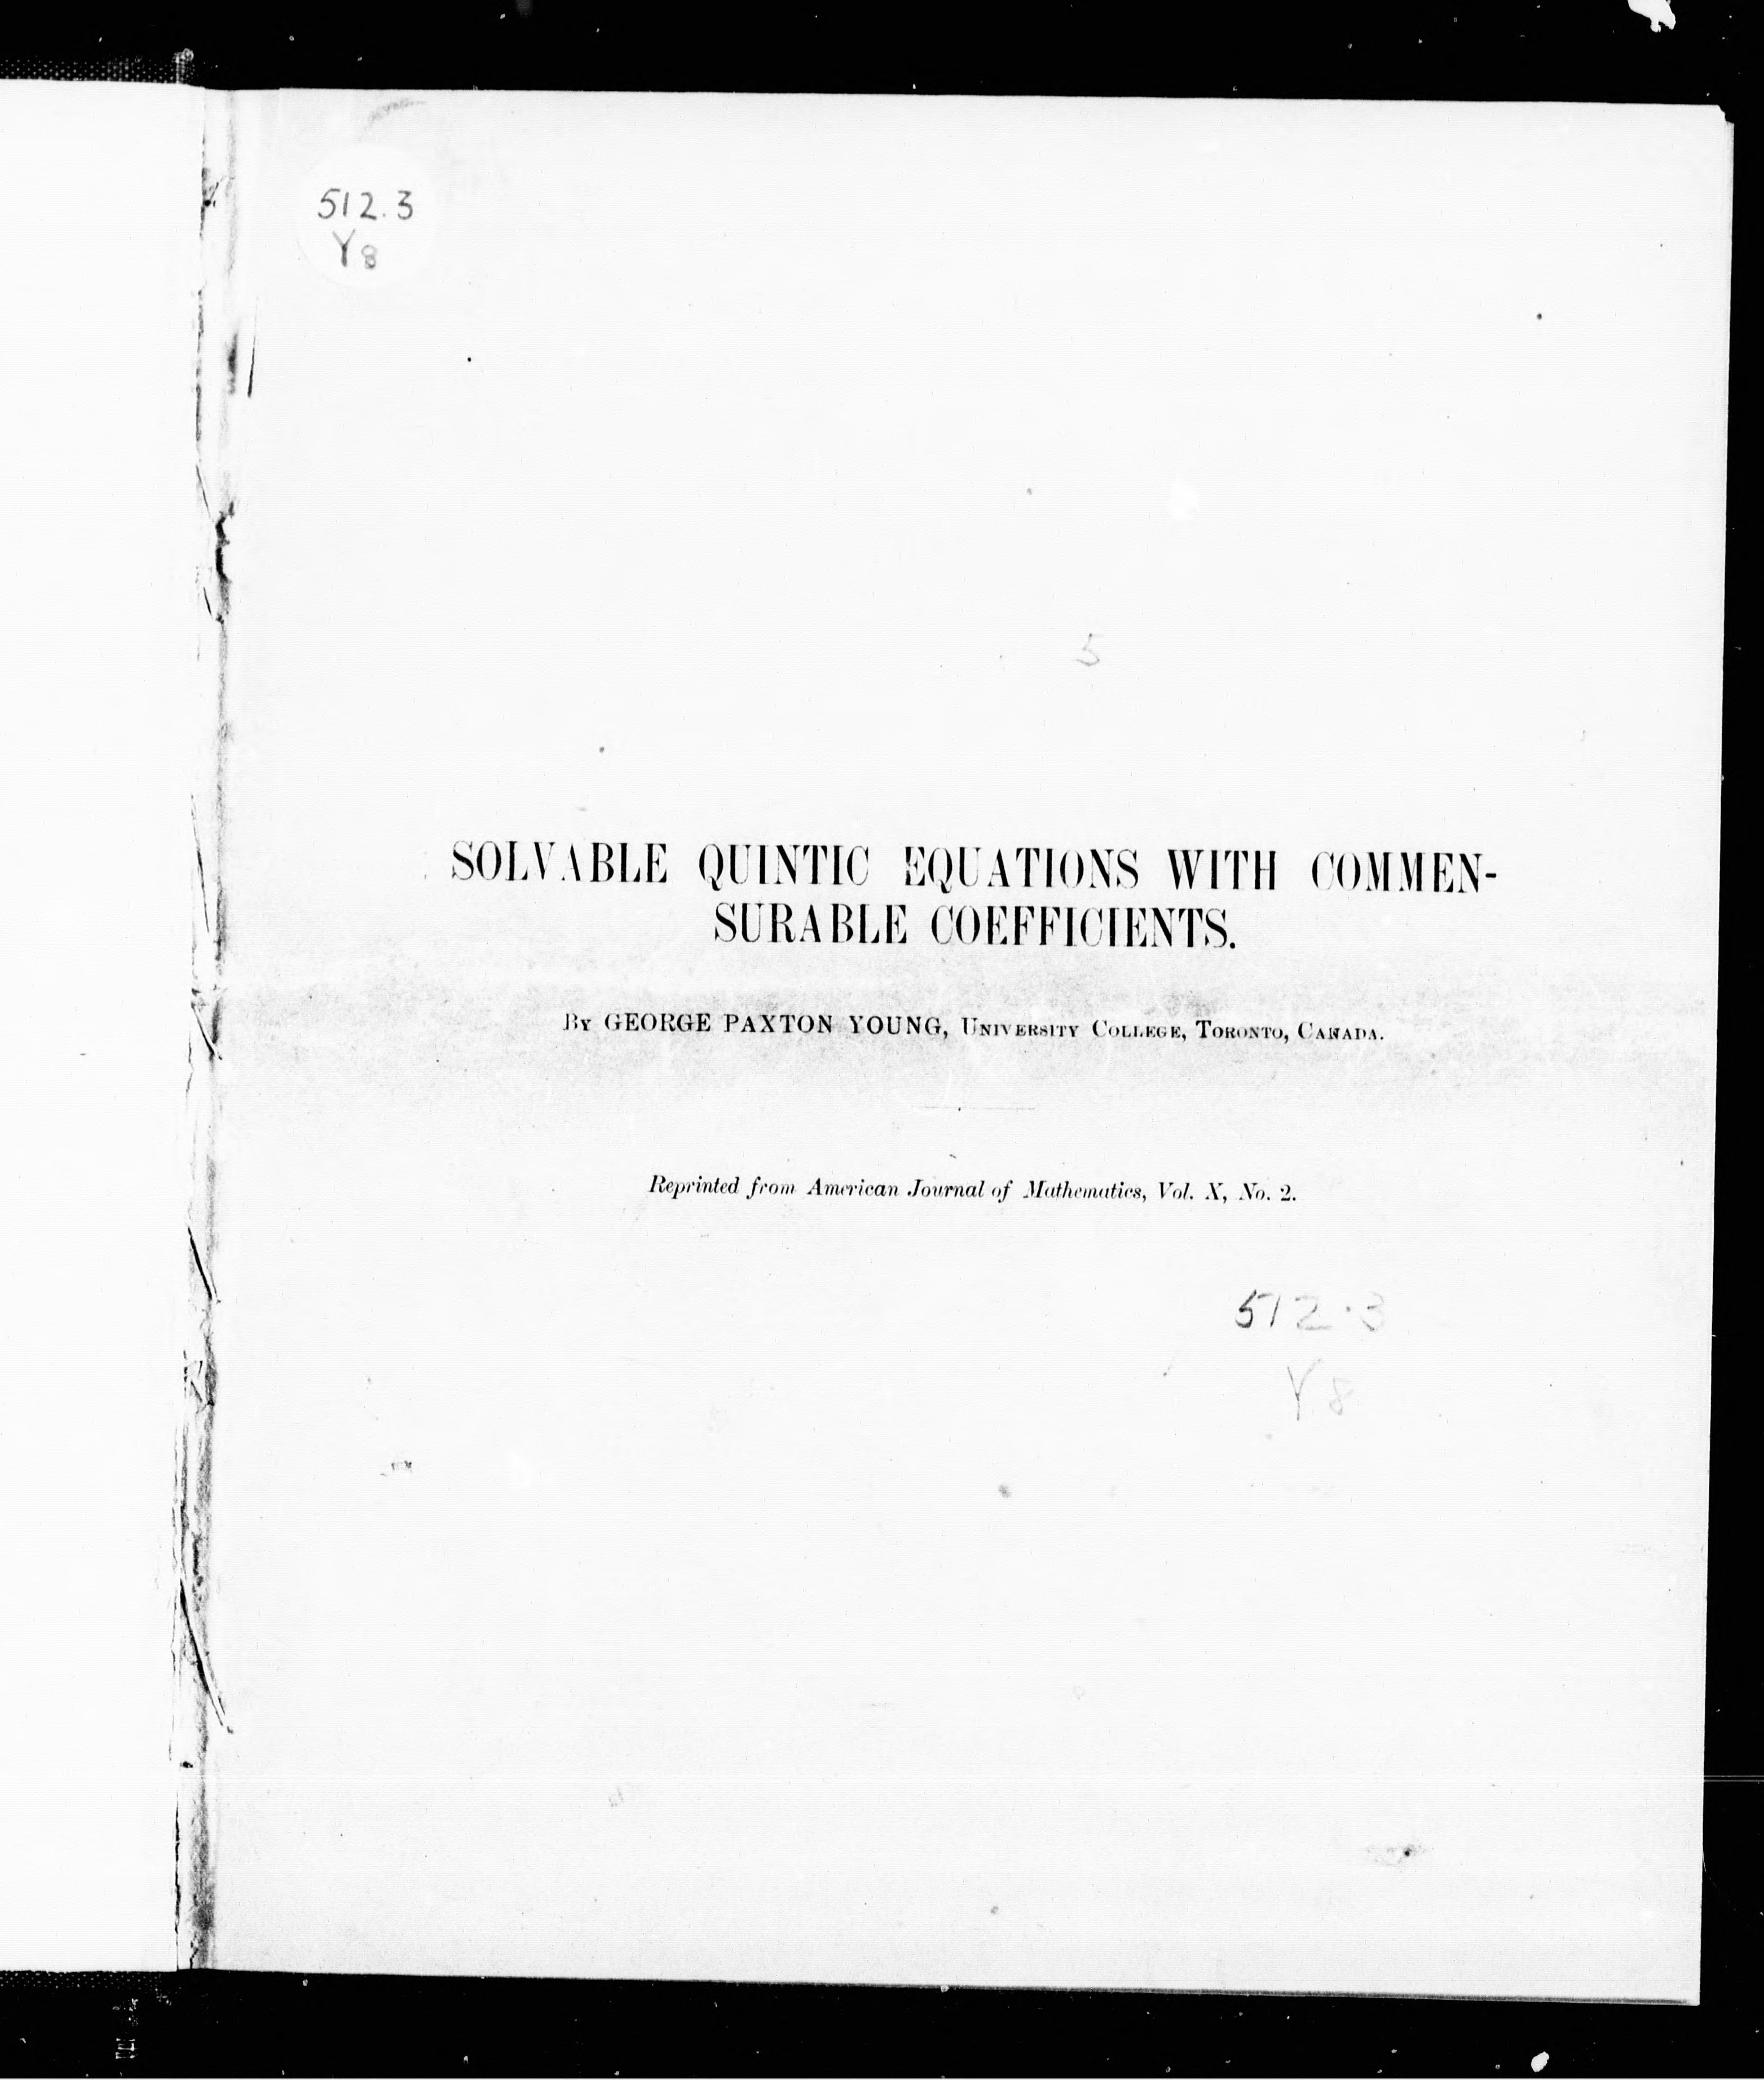 512.3
Y8
5
SOLVABLE QUINTIC EQUATIONS WITH COMMEN-
SURABLE COEFFICIENTS.
By GEORGE PAXTON YOUNG, University College, Toronto, Canada.
Reprinted from American Journal of Mathematics, Vol. X, No. 2.
512.3
Y8